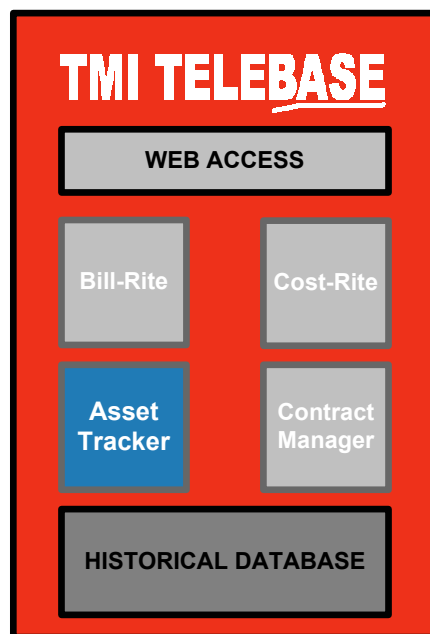 TMI TELEBASE
WEB ACCESS
Bill-Rite
Cost-Rite
Asset
Tracker
Contract
Manager
HISTORICAL DATABASE